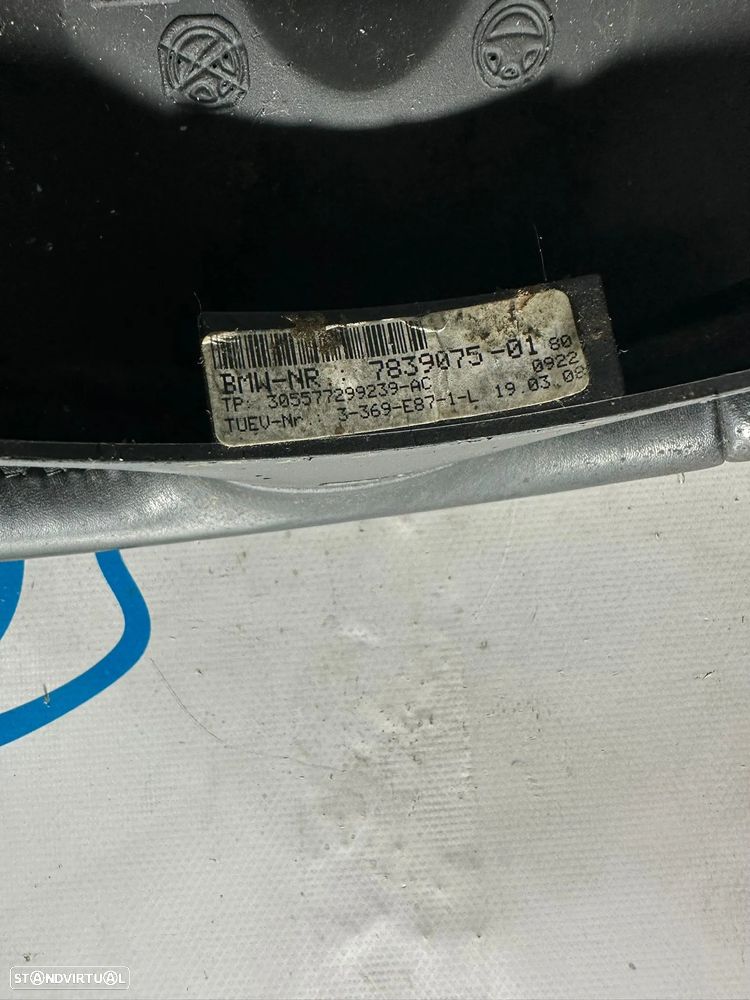 BMW-NR : 7839075-01 80
TP: 305577299239-AC 0922
TUEV-Nr.: 3-369-E87-1-L 19.03.08
STANDVIRTUAL